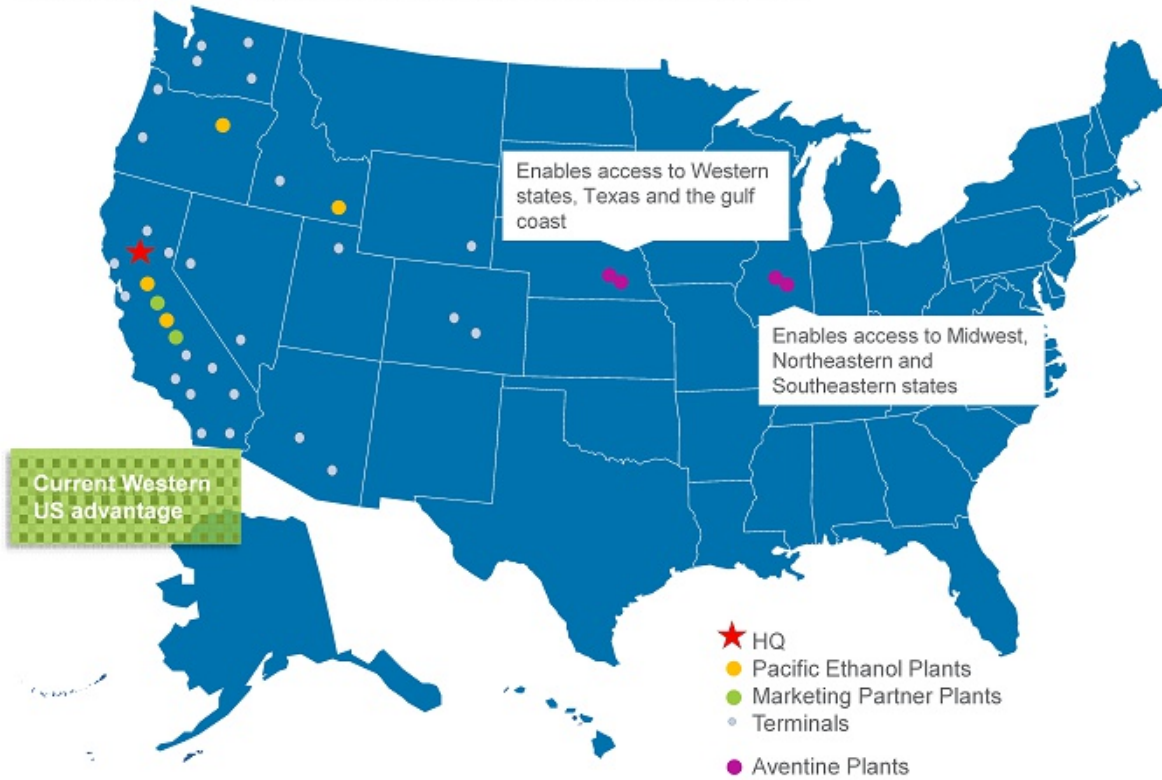 Enables access to Western
states, Texas and the gulf
coast
Enables access to Midwest,
Northeastern and
Southeastern states
Current Western
US advantage
HQ
Pacific Ethanol Plants
Marketing Partner Plants
Terminals
Aventine Plants